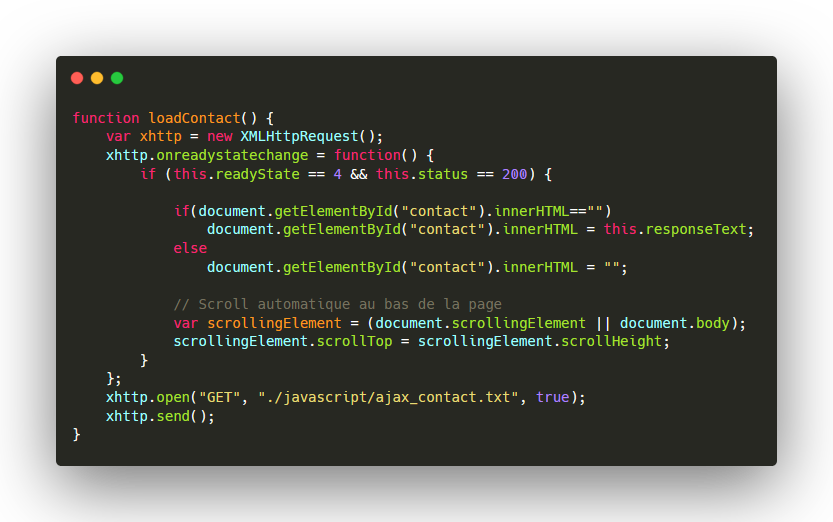 function loadContact() {
    var xhttp = new XMLHttpRequest();
    xhttp.onreadystatechange = function() {
        if (this.readyState == 4 && this.status == 200) {

            if(document.getElementById("contact").innerHTML=="")
                document.getElementById("contact").innerHTML = this.responseText;
            else
                document.getElementById("contact").innerHTML = "";

            // Scroll automatique au bas de la page
            var scrollingElement = (document.scrollingElement || document.body);
            scrollingElement.scrollTop = scrollingElement.scrollHeight;
        }
    };
    xhttp.open("GET", "./javascript/ajax_contact.txt", true);
    xhttp.send();
}